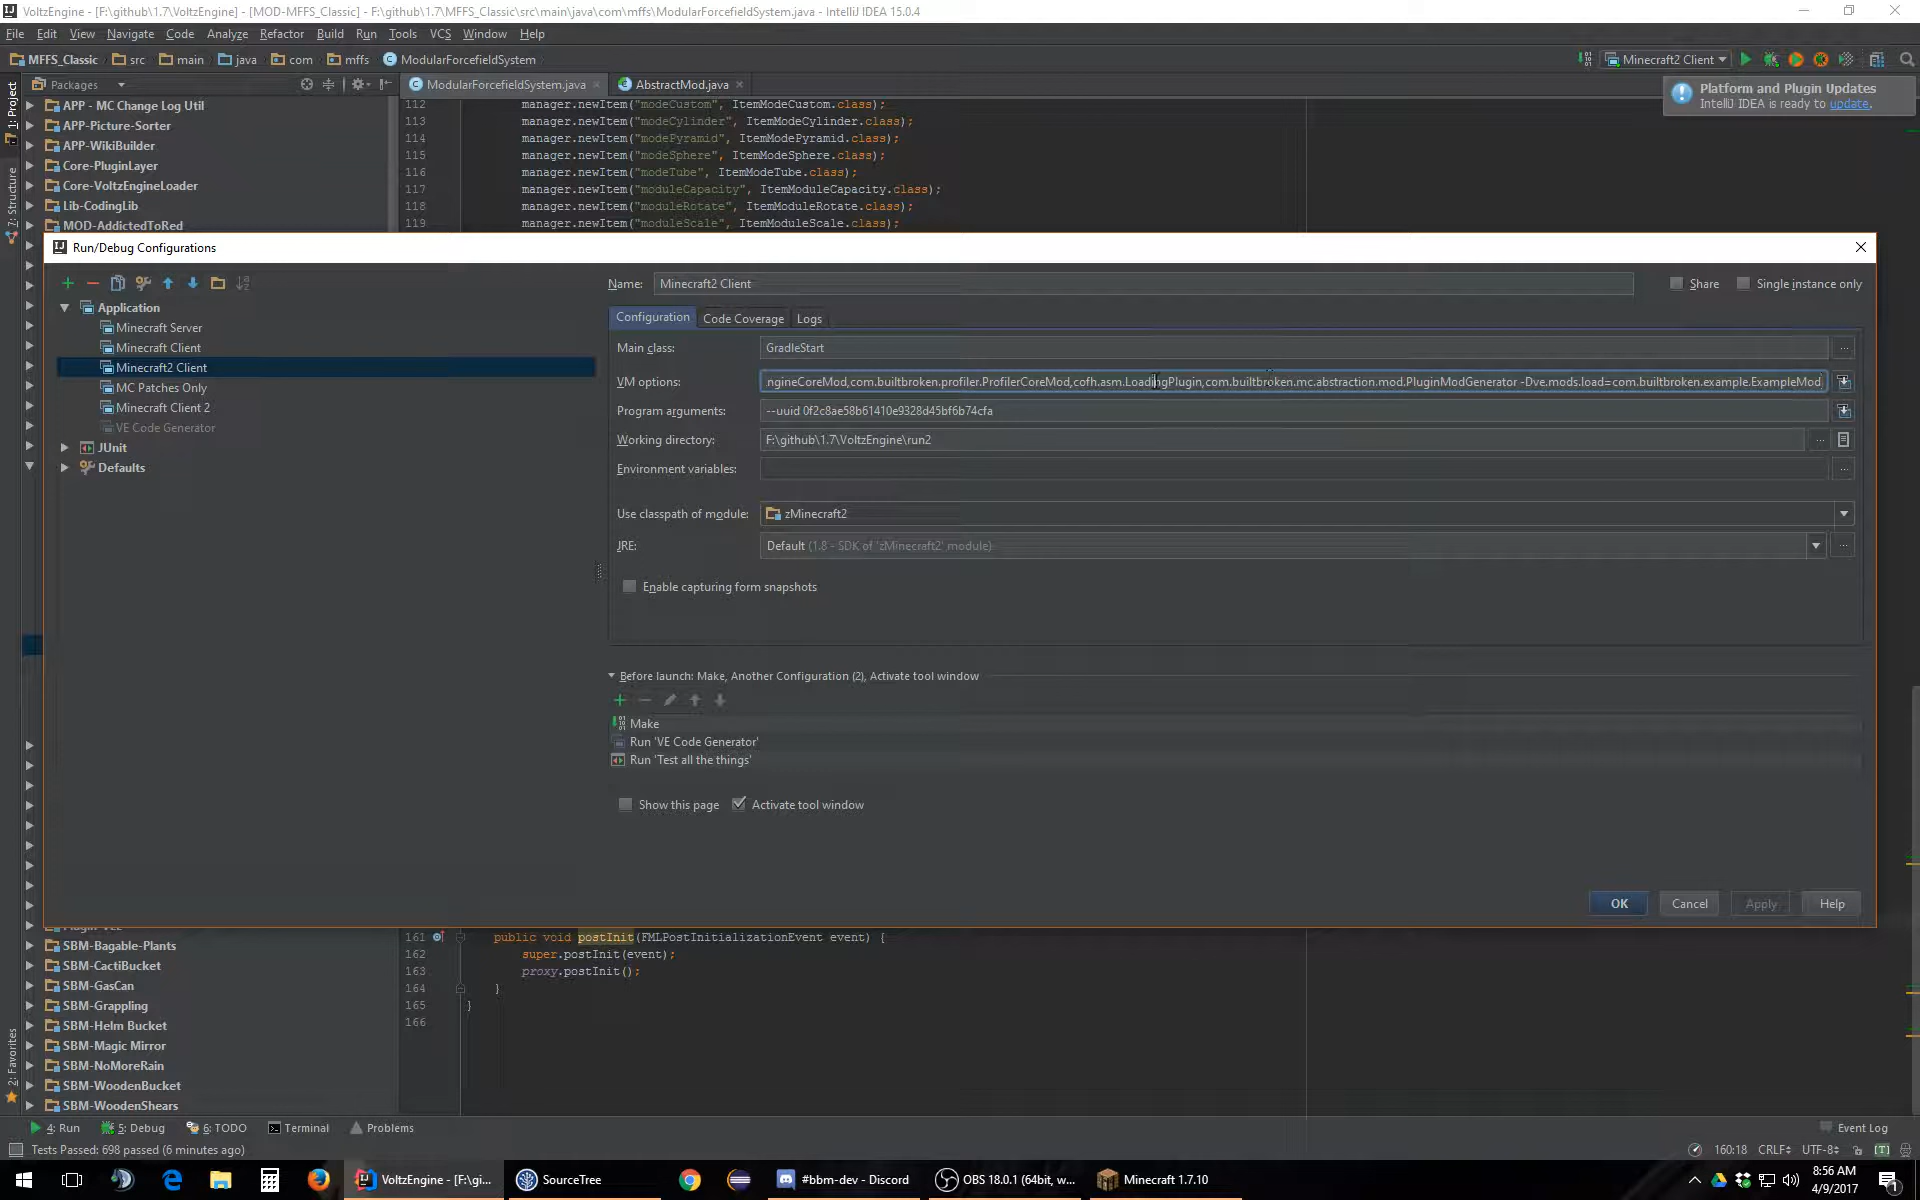 VoltzEngine - [F:\github\1.7\VoltzEngine] - [MOD-MFFS_Classic] - F:\github\1.7\MFFS_Classic\src\main\java\com\mffs\ModularForcefieldSystem.java - IntelliJ IDEA 15.0.4
File Edit View Navigate Code Analyze Refactor Build Run Tools VCS Window Help
MFFS_Classic src main java com mffs ModularForcefieldSystem
Minecraft2 Client
Packages
ModularForcefieldSystem.java
AbstractMod.java
Platform and Plugin Updates
IntelliJ IDEA is ready to update.
1: Project
7: Structure
2: Favorites
APP - MC Change Log Util
APP-Picture-Sorter
APP-WikiBuilder
Core-PluginLayer
Core-VoltzEngineLoader
Lib-CodingLib
MOD-AddictedToRed
112 manager.newItem("modeCustom", ItemModeCustom.class);
113 manager.newItem("modeCylinder", ItemModeCylinder.class);
114 manager.newItem("modePyramid", ItemModePyramid.class);
115 manager.newItem("modeSphere", ItemModeSphere.class);
116 manager.newItem("modeTube", ItemModeTube.class);
117 manager.newItem("moduleCapacity", ItemModuleCapacity.class);
118 manager.newItem("moduleRotate", ItemModuleRotate.class);
119 manager.newItem("moduleScale", ItemModuleScale.class);
Run/Debug Configurations
Application
Minecraft Server
Minecraft Client
Minecraft2 Client
MC Patches Only
Minecraft Client 2
VE Code Generator
JUnit
Defaults
Name: Minecraft2 Client
Share
Single instance only
Configuration Code Coverage Logs
Main class: GradleStart
VM options: ngineCoreMod,com.builtbroken.profiler.ProfilerCoreMod,cofh.asm.LoadingPlugin,com.builtbroken.mc.abstraction.mod.PluginModGenerator -Dve.mods.load=com.builtbroken.example.ExampleMod
Program arguments: --uuid 0f2c8ae58b61410e9328d45bf6b74cfa
Working directory: F:\github\1.7\VoltzEngine\run2
Environment variables:
Use classpath of module: zMinecraft2
JRE: Default (1.8 - SDK of 'zMinecraft2' module)
Enable capturing form snapshots
Before launch: Make, Another Configuration (2), Activate tool window
Make
Run 'VE Code Generator'
Run 'Test all the things'
Show this page
Activate tool window
OK
Cancel
Apply
Help
SBM-Bagable-Plants
SBM-CactiBucket
SBM-GasCan
SBM-Grappling
SBM-Helm Bucket
SBM-Magic Mirror
SBM-NoMoreRain
SBM-WoodenBucket
SBM-WoodenShears
161 public void postInit(FMLPostInitializationEvent event) {
162 super.postInit(event);
163 proxy.postInit();
164 }
165 }
166
4: Run 5: Debug 6: TODO Terminal Problems
Event Log
Tests Passed: 698 passed (6 minutes ago)
160:18 CRLF UTF-8
VoltzEngine - [F:\gi...
SourceTree
#bbm-dev - Discord
OBS 18.0.1 (64bit, w...
Minecraft 1.7.10
8:56 AM
4/9/2017